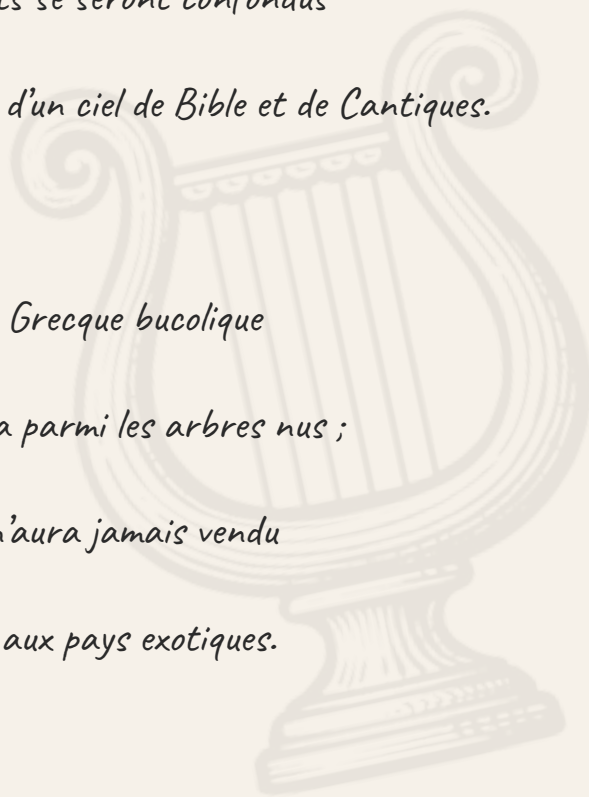 se seront confondus
d'un ciel de Bible et de Cantiques.
Grecque bucolique
a parmi les arbres nus ;
n'aura jamais vendu
aux pays exotiques.